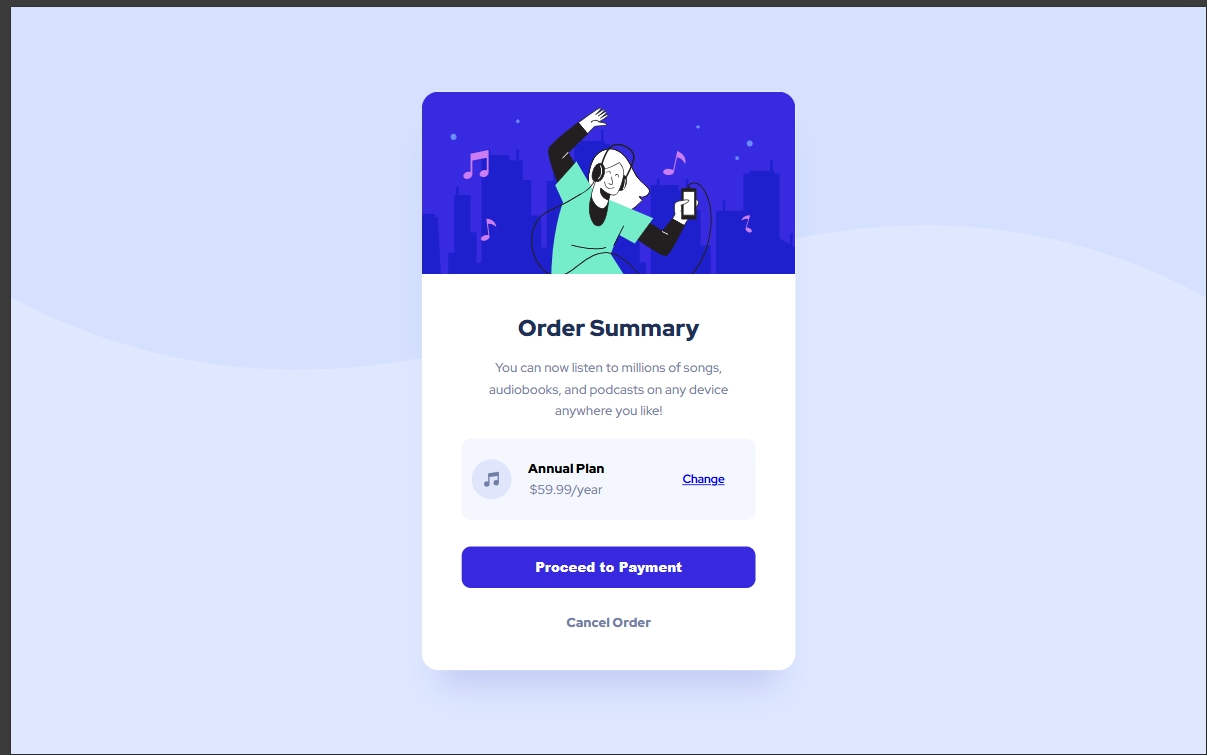 Order Summary
You can now listen to millions of songs,
audiobooks, and podcasts on any device
anywhere you like!
Annual Plan
$59.99/year
Change
Proceed to Payment
Cancel Order